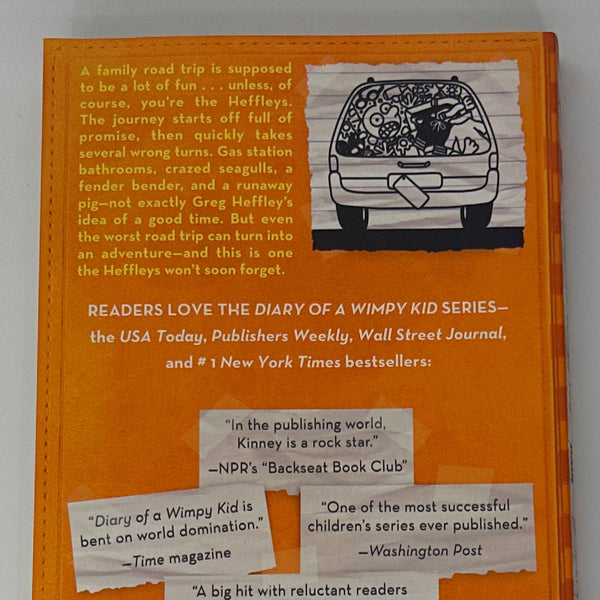 A family road trip is supposed
to be a lot of fun . . . unless, of
course, you're the Heffleys.
The journey starts off full of
promise, then quickly takes
several wrong turns. Gas station
bathrooms, crazed seagulls, a
fender bender, and a runaway
pig—not exactly Greg Heffley's
idea of a good time. But even
the worst road trip can turn into
an adventure—and this is one
the Heffleys won't soon forget.
READERS LOVE THE DIARY OF A WIMPY KID SERIES—
the USA Today, Publishers Weekly, Wall Street Journal,
and #1 New York Times bestsellers:
“In the publishing world,
Kinney is a rock star.”
—NPR's “Backseat Book Club”
“Diary of a Wimpy Kid is
bent on world domination.”
—Time magazine
“One of the most successful
children's series ever published.”
—Washington Post
“A big hit with reluctant readers